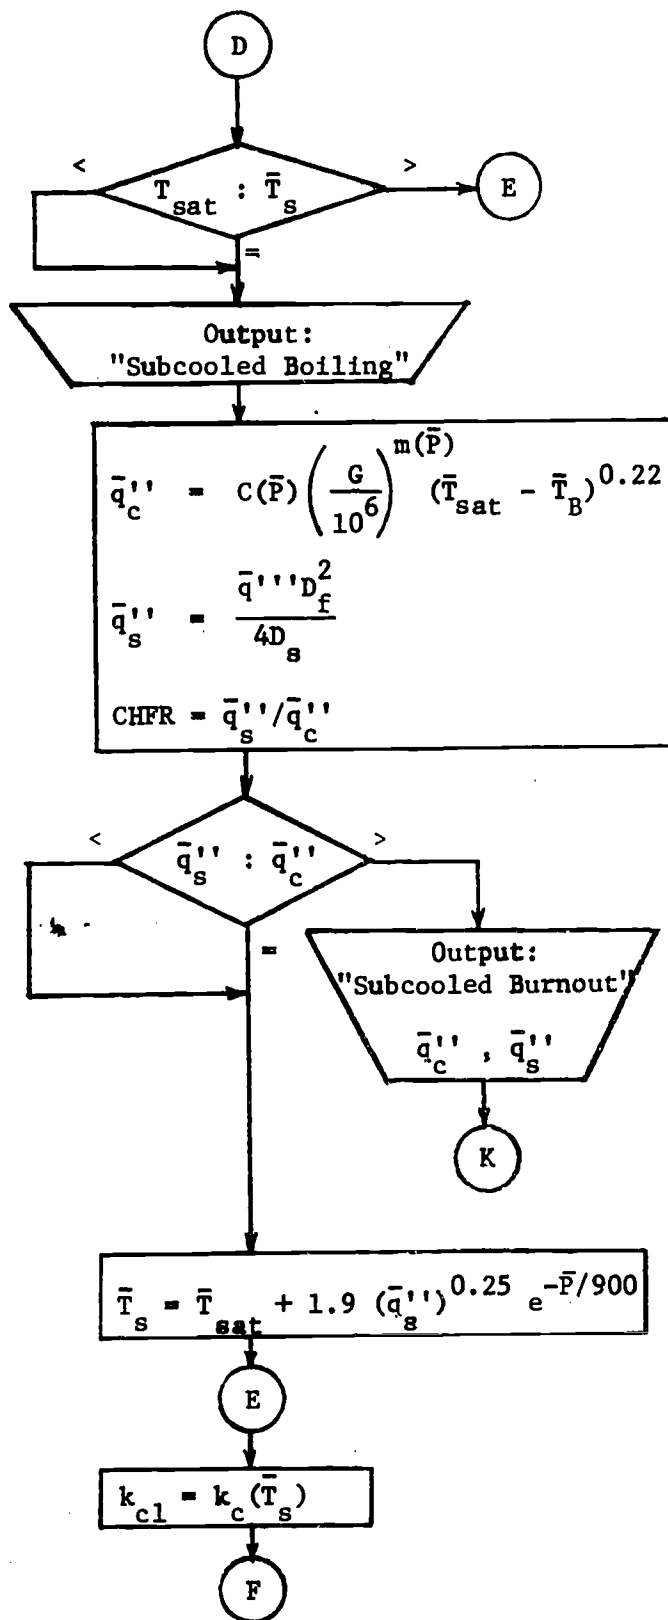 D
<
>
T_sat : T̄_s
E
=
Output:
"Subcooled Boiling"
q̄_c'' = C(P̄) (G/10^6)^m(P̄) (T̄_sat - T̄_B)^0.22
q̄_s'' = q̄'''D_f^2 / 4D_s
CHFR = q̄_s''/q̄_c''
<
>
q̄_s'' : q̄_c''
=
Output:
"Subcooled Burnout"
q̄_c'' , q̄_s''
K
T̄_s = T̄_sat + 1.9 (q̄_s'')^0.25 e^-P̄/900
E
k_cl = k_c(T̄_s)
F